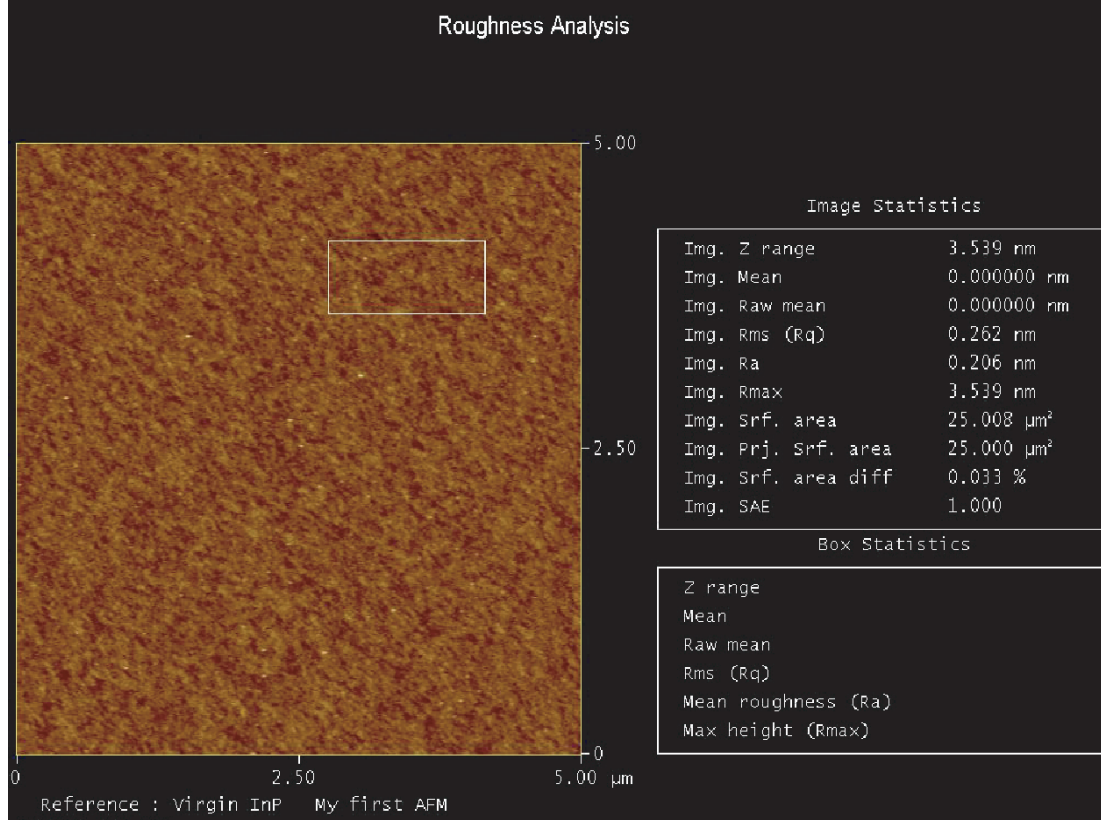 Roughness Analysis
5.00
2.50
0
0 2.50 5.00 µm
Reference : Virgin InP My first AFM
Image Statistics
Img. Z range 3.539 nm
Img. Mean 0.000000 nm
Img. Raw mean 0.000000 nm
Img. Rms (Rq) 0.262 nm
Img. Ra 0.206 nm
Img. Rmax 3.539 nm
Img. Srf. area 25.008 µm²
Img. Prj. Srf. area 25.000 µm²
Img. Srf. area diff 0.033 %
Img. SAE 1.000
Box Statistics
Z range
Mean
Raw mean
Rms (Rq)
Mean roughness (Ra)
Max height (Rmax)